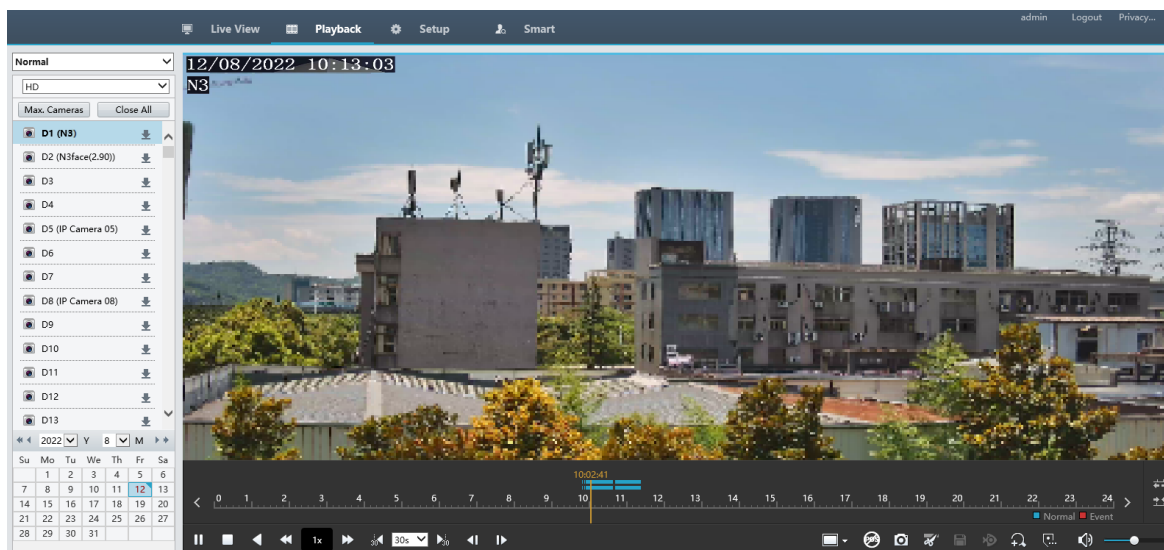 admin Logout Privacy...
Live View Playback Setup Smart
Normal
HD
Max. Cameras Close All
D1 (N3)
D2 (N3face(2.90))
D3
D4
D5 (IP Camera 05)
D6
D7
D8 (IP Camera 08)
D9
D10
D11
D12
D13
2022 Y 8 M
Su Mo Tu We Th Fr Sa
1 2 3 4 5 6
7 8 9 10 11 12 13
14 15 16 17 18 19 20
21 22 23 24 25 26 27
28 29 30 31
12/08/2022 10:13:03
N3
10:02:41
0 1 2 3 4 5 6 7 8 9 10 11 12 13 14 15 16 17 18 19 20 21 22 23 24
Normal Event
1x 30 30s 30